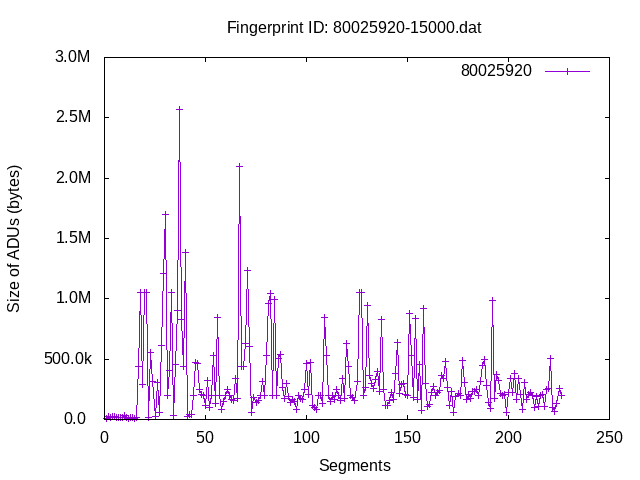 Fingerprint ID: 80025920-15000.dat
80025920
3.0M
2.5M
2.0M
1.5M
1.0M
500.0k
0.0
Size of ADUs (bytes)
0 50 100 150 200 250
Segments